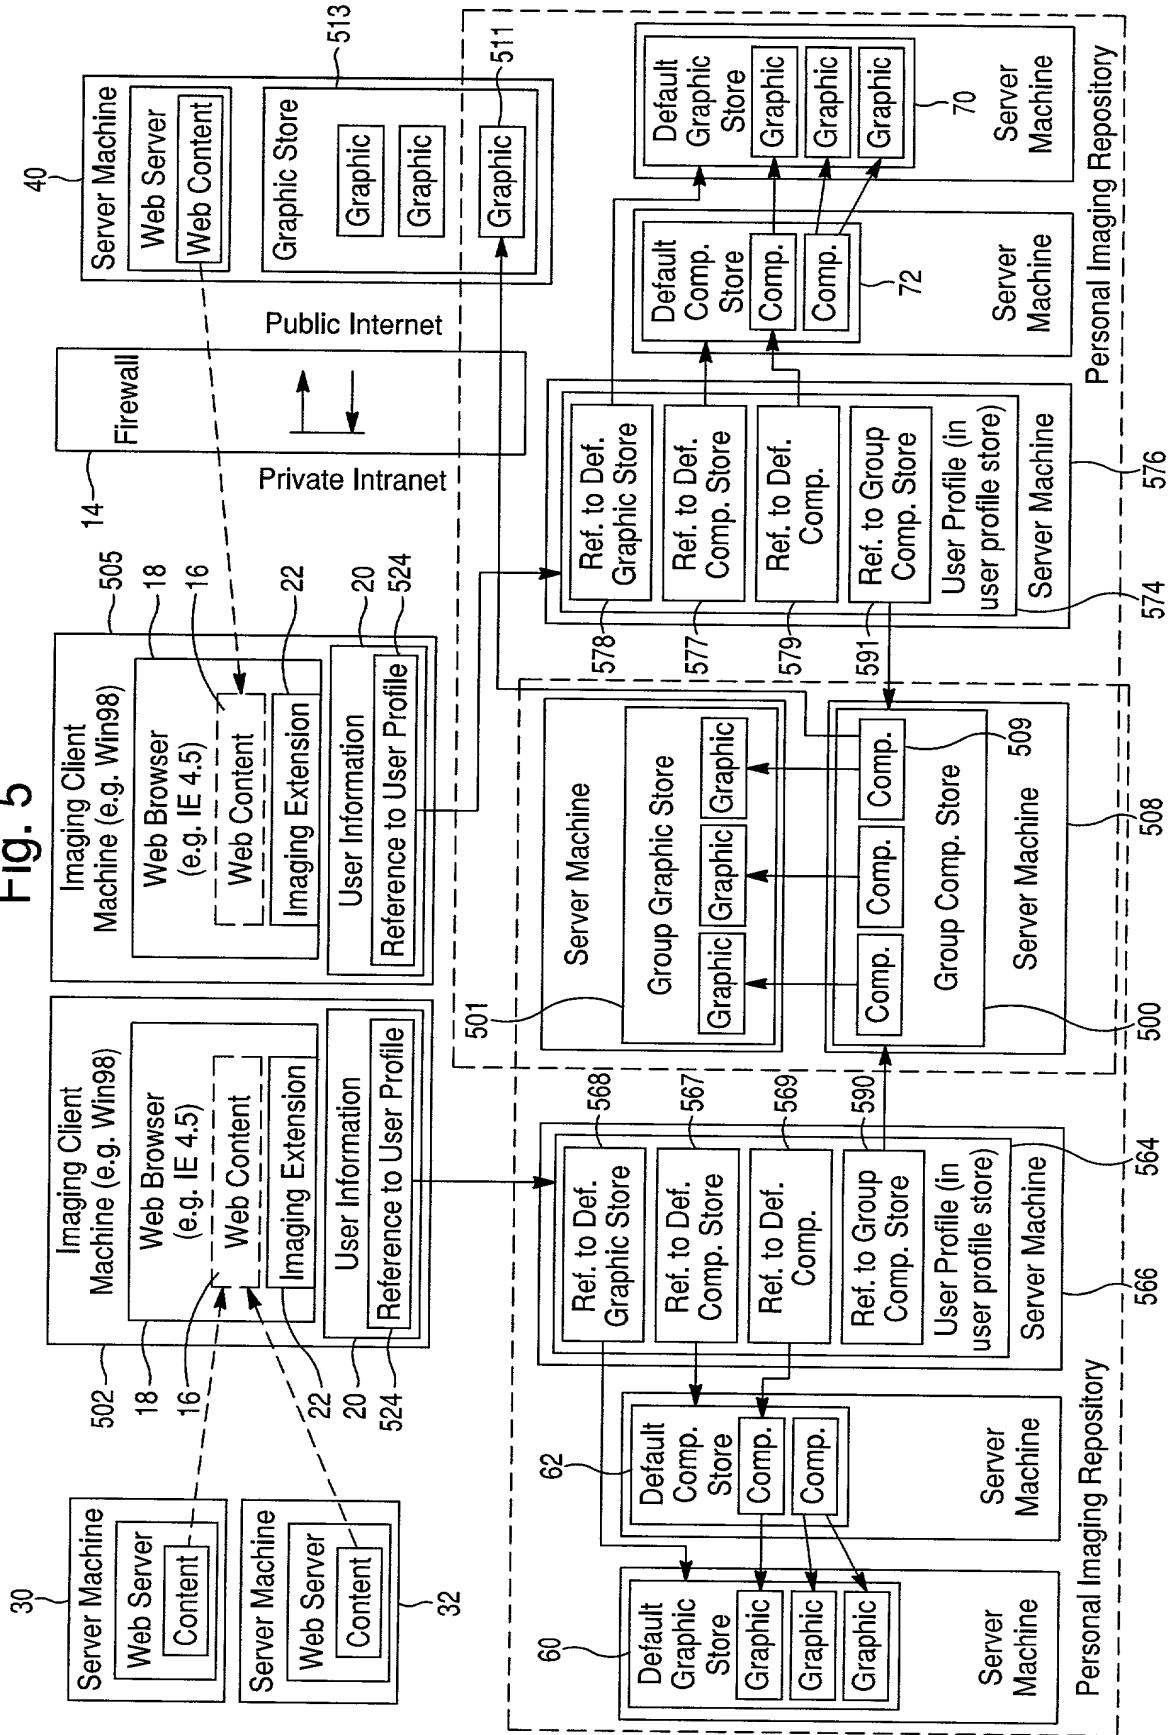 Fig. 5
30
Server Machine
Web Server
Content
Server Machine
Web Server
Content
32
502
18
16
22
20
524
Imaging Client
Machine (e.g. Win98)
Web Browser
(e.g. IE 4.5)
Web Content
Imaging Extension
User Information
Reference to User Profile
Imaging Client
Machine (e.g. Win98)
Web Browser
(e.g. IE 4.5)
Web Content
Imaging Extension
User Information
Reference to User Profile
505
18
16
22
20
524
14
Firewall
Private Intranet
Public Internet
40
Server Machine
Web Server
Web Content
Graphic Store
Graphic
Graphic
Graphic
513
511
60
Default
Graphic
Store
Graphic
Graphic
Graphic
Server
Machine
62
Default
Comp.
Store
Comp.
Comp.
Server
Machine
Personal Imaging Repository
Ref. to Def.
Graphic Store
Ref. to Def.
Comp. Store
Ref. to Def.
Comp.
Ref. to Group
Comp. Store
User Profile (in
user profile store)
Server Machine
568
567
569
590
564
566
501
Server Machine
Group Graphic Store
Graphic
Graphic
Graphic
Comp.
Comp.
Comp.
Group Comp. Store
Server Machine
509
500
508
578
577
579
591
Ref. to Def.
Graphic Store
Ref. to Def.
Comp. Store
Ref. to Def.
Comp.
Ref. to Group
Comp. Store
User Profile (in
user profile store)
Server Machine
574
576
Default
Comp.
Store
Comp.
Comp.
72
Server
Machine
Default
Graphic
Store
Graphic
Graphic
Graphic
70
Server
Machine
Personal Imaging Repository